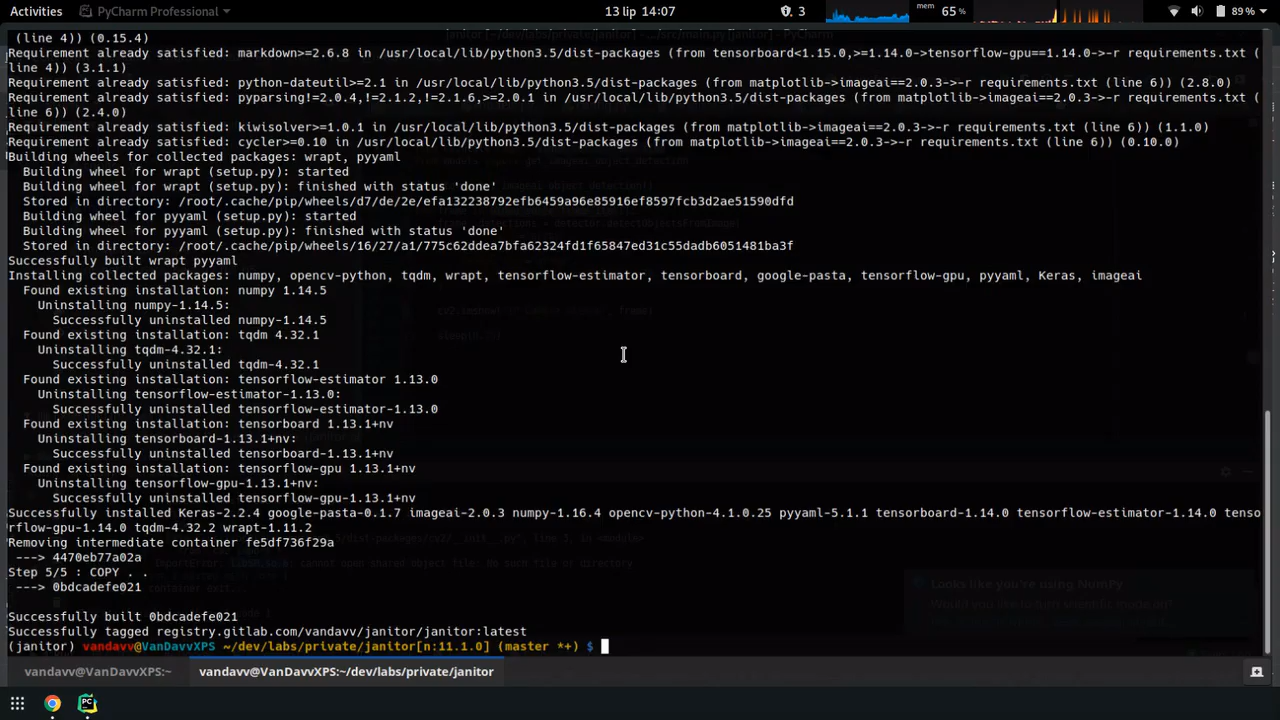 Activities
PyCharm Professional
13 lip 14:07
3
mem
65 %
89 %
(line 4)) (0.15.4)
Requirement already satisfied: markdown>=2.6.8 in /usr/local/lib/python3.5/dist-packages (from tensorboard<1.15.0,>=1.14.0->tensorflow-gpu==1.14.0->-r requirements.txt (
line 4)) (3.1.1)
Requirement already satisfied: python-dateutil>=2.1 in /usr/local/lib/python3.5/dist-packages (from matplotlib->imageai==2.0.3->-r requirements.txt (line 6)) (2.8.0)
Requirement already satisfied: pyparsing!=2.0.4,!=2.1.2,!=2.1.6,>=2.0.1 in /usr/local/lib/python3.5/dist-packages (from matplotlib->imageai==2.0.3->-r requirements.txt (
line 6)) (2.4.0)
Requirement already satisfied: kiwisolver>=1.0.1 in /usr/local/lib/python3.5/dist-packages (from matplotlib->imageai==2.0.3->-r requirements.txt (line 6)) (1.1.0)
Requirement already satisfied: cycler>=0.10 in /usr/local/lib/python3.5/dist-packages (from matplotlib->imageai==2.0.3->-r requirements.txt (line 6)) (0.10.0)
Building wheels for collected packages: wrapt, pyyaml
Building wheel for wrapt (setup.py): started
Building wheel for wrapt (setup.py): finished with status 'done'
Stored in directory: /root/.cache/pip/wheels/d7/de/2e/efa132238792efb6459a96e85916ef8597fcb3d2ae51590dfd
Building wheel for pyyaml (setup.py): started
Building wheel for pyyaml (setup.py): finished with status 'done'
Stored in directory: /root/.cache/pip/wheels/16/27/a1/775c62ddea7bfa62324fd1f65847ed31c55dadb6051481ba3f
Successfully built wrapt pyyaml
Installing collected packages: numpy, opencv-python, tqdm, wrapt, tensorflow-estimator, tensorboard, google-pasta, tensorflow-gpu, pyyaml, Keras, imageai
Found existing installation: numpy 1.14.5
Uninstalling numpy-1.14.5:
Successfully uninstalled numpy-1.14.5
Found existing installation: tqdm 4.32.1
Uninstalling tqdm-4.32.1:
Successfully uninstalled tqdm-4.32.1
Found existing installation: tensorflow-estimator 1.13.0
Uninstalling tensorflow-estimator-1.13.0:
Successfully uninstalled tensorflow-estimator-1.13.0
Found existing installation: tensorboard 1.13.1+nv
Uninstalling tensorboard-1.13.1+nv:
Successfully uninstalled tensorboard-1.13.1+nv
Found existing installation: tensorflow-gpu 1.13.1+nv
Uninstalling tensorflow-gpu-1.13.1+nv:
Successfully uninstalled tensorflow-gpu-1.13.1+nv
Successfully installed Keras-2.2.4 google-pasta-0.1.7 imageai-2.0.3 numpy-1.16.4 opencv-python-4.1.0.25 pyyaml-5.1.1 tensorboard-1.14.0 tensorflow-estimator-1.14.0 tenso
rflow-gpu-1.14.0 tqdm-4.32.2 wrapt-1.11.2
Removing intermediate container fe5df736f29a
---> 4470eb77a02a
Step 5/5 : COPY . .
---> 0bdcadefe021
Successfully built 0bdcadefe021
Successfully tagged registry.gitlab.com/vandavv/janitor/janitor:latest
(janitor) vandavv@VanDavvXPS ~/dev/labs/private/janitor[n:11.1.0] (master *+) $
vandavv@VanDavvXPS:~
vandavv@VanDavvXPS:~/dev/labs/private/janitor